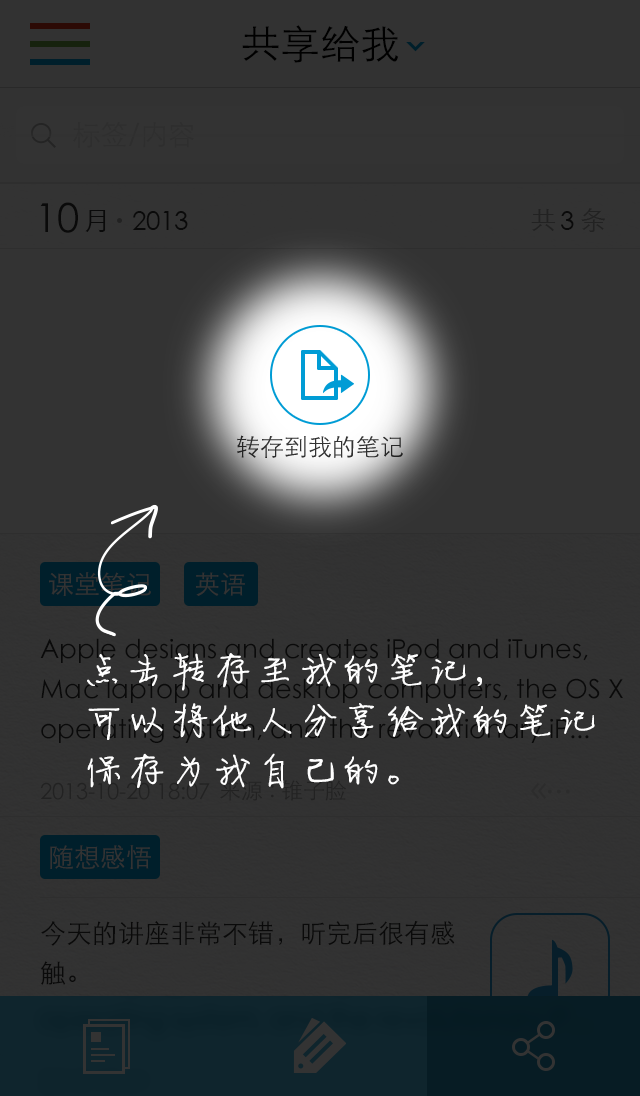 共享给我
标签/内容
10月·2013 共3条
转存到我的笔记
课堂笔记 英语
Apple designs and creates iPod and iTunes,
Mac laptop and desktop computers, the OS X
operating system, and the revolutionary iP...
点击转存至我的笔记，
可以将他人分享给我的笔记
保存为我自己的。
2013-10-20 18:07 来源：锥子脸
随想感悟
今天的讲座非常不错，听完后很有感
触。